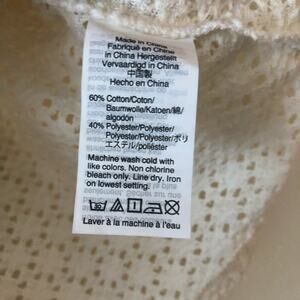 Made in China
Fabriqué en Chine
in China Hergestellt
Vervaardigd in China
中国製
Hecho en China
60% Cotton/Coton/
Baumwolle/Katoen/綿/
algodón
40% Polyester/Polyester/
Polyester/Polyester/ポリ
エステル/poliéster
Machine wash cold with
like colors. Non chlorine
bleach only. Line dry. Iron
on lowest setting.
Laver à la machine à l'eau